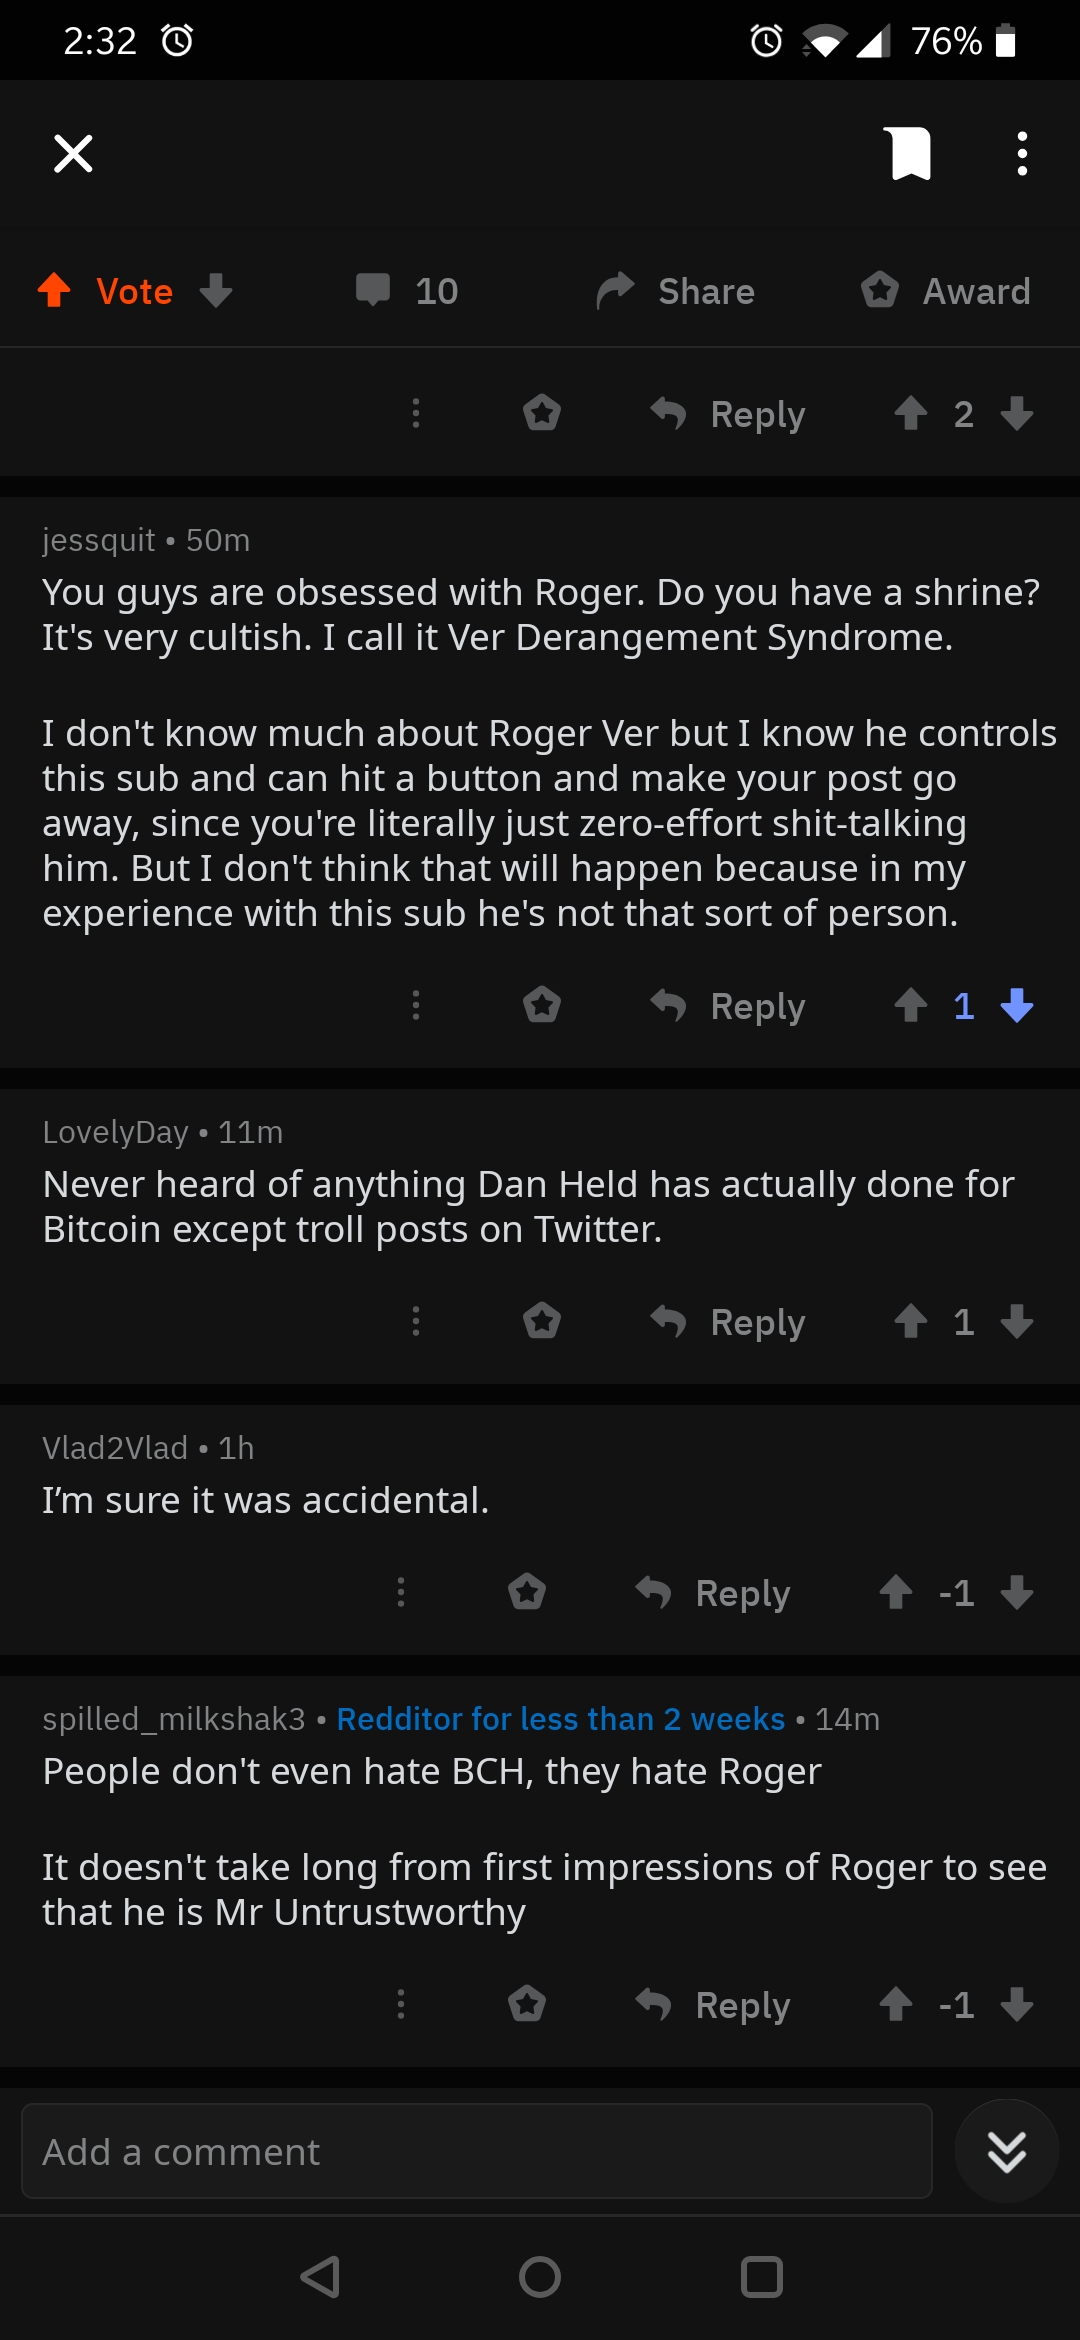 2:32
76%
Vote
10
Share
Award
Reply
2
jessquit • 50m
You guys are obsessed with Roger. Do you have a shrine?
It's very cultish. I call it Ver Derangement Syndrome.
I don't know much about Roger Ver but I know he controls
this sub and can hit a button and make your post go
away, since you're literally just zero-effort shit-talking
him. But I don't think that will happen because in my
experience with this sub he's not that sort of person.
Reply
1
LovelyDay • 11m
Never heard of anything Dan Held has actually done for
Bitcoin except troll posts on Twitter.
Reply
1
Vlad2Vlad • 1h
I’m sure it was accidental.
Reply
-1
spilled_milkshak3 • Redditor for less than 2 weeks • 14m
People don't even hate BCH, they hate Roger
It doesn't take long from first impressions of Roger to see
that he is Mr Untrustworthy
Reply
-1
Add a comment